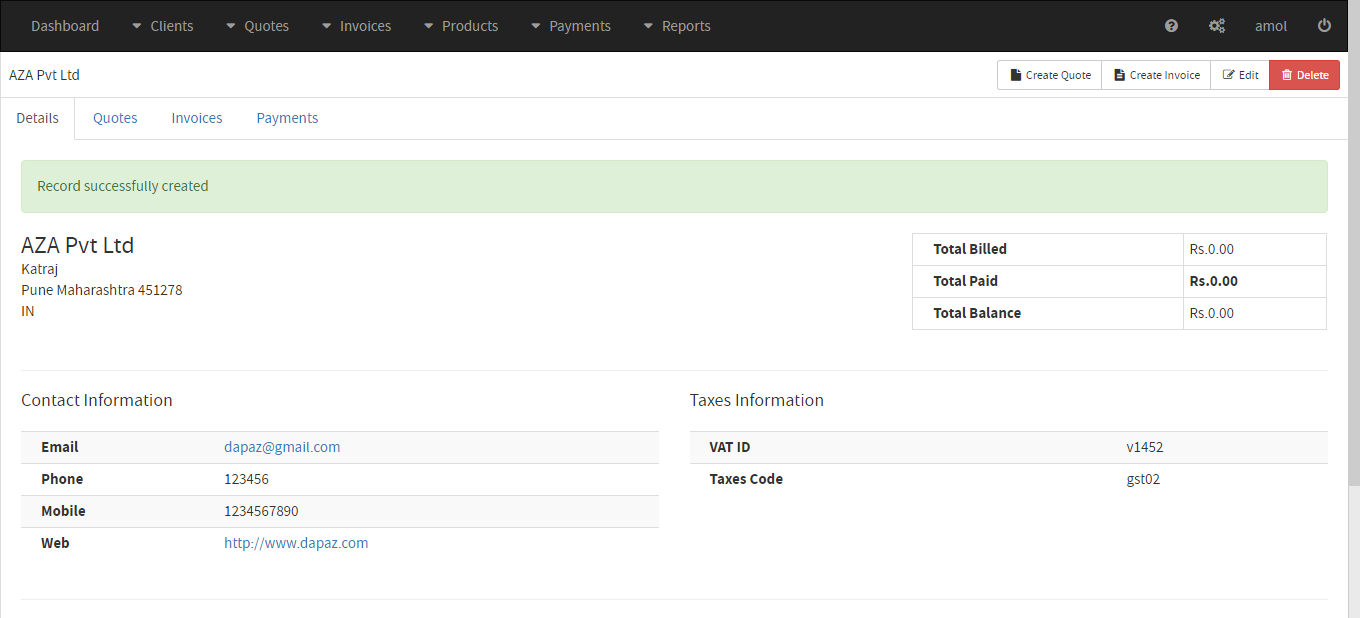 Dashboard Clients Quotes Invoices Products Payments Reports amol
AZA Pvt Ltd Create Quote Create Invoice Edit Delete
Details Quotes Invoices Payments
Record successfully created
AZA Pvt Ltd
Katraj
Pune Maharashtra 451278
IN
Total Billed Rs.0.00
Total Paid Rs.0.00
Total Balance Rs.0.00
Contact Information
Email dapaz@gmail.com
Phone 123456
Mobile 1234567890
Web http://www.dapaz.com
Taxes Information
VAT ID v1452
Taxes Code gst02